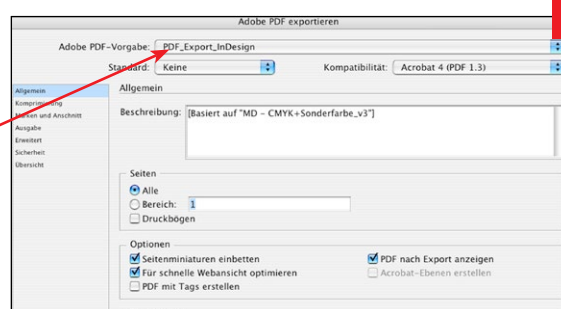 Adobe PDF exportieren
Adobe PDF-Vorgabe: PDF_Export_InDesign
Standard: Keine Kompatibilität: Acrobat 4 (PDF 1.3)
Allgemein
Komprimierung
Marken und Anschnitt
Ausgabe
Erweitert
Sicherheit
Übersicht
Allgemein
Beschreibung: [Basiert auf "MD - CMYK+Sonderfarbe_v3"]
Seiten
Alle
Bereich: 1
Druckbögen
Optionen
Seitenminiaturen einbetten PDF nach Export anzeigen
Für schnelle Webansicht optimieren Acrobat-Ebenen erstellen
PDF mit Tags erstellen